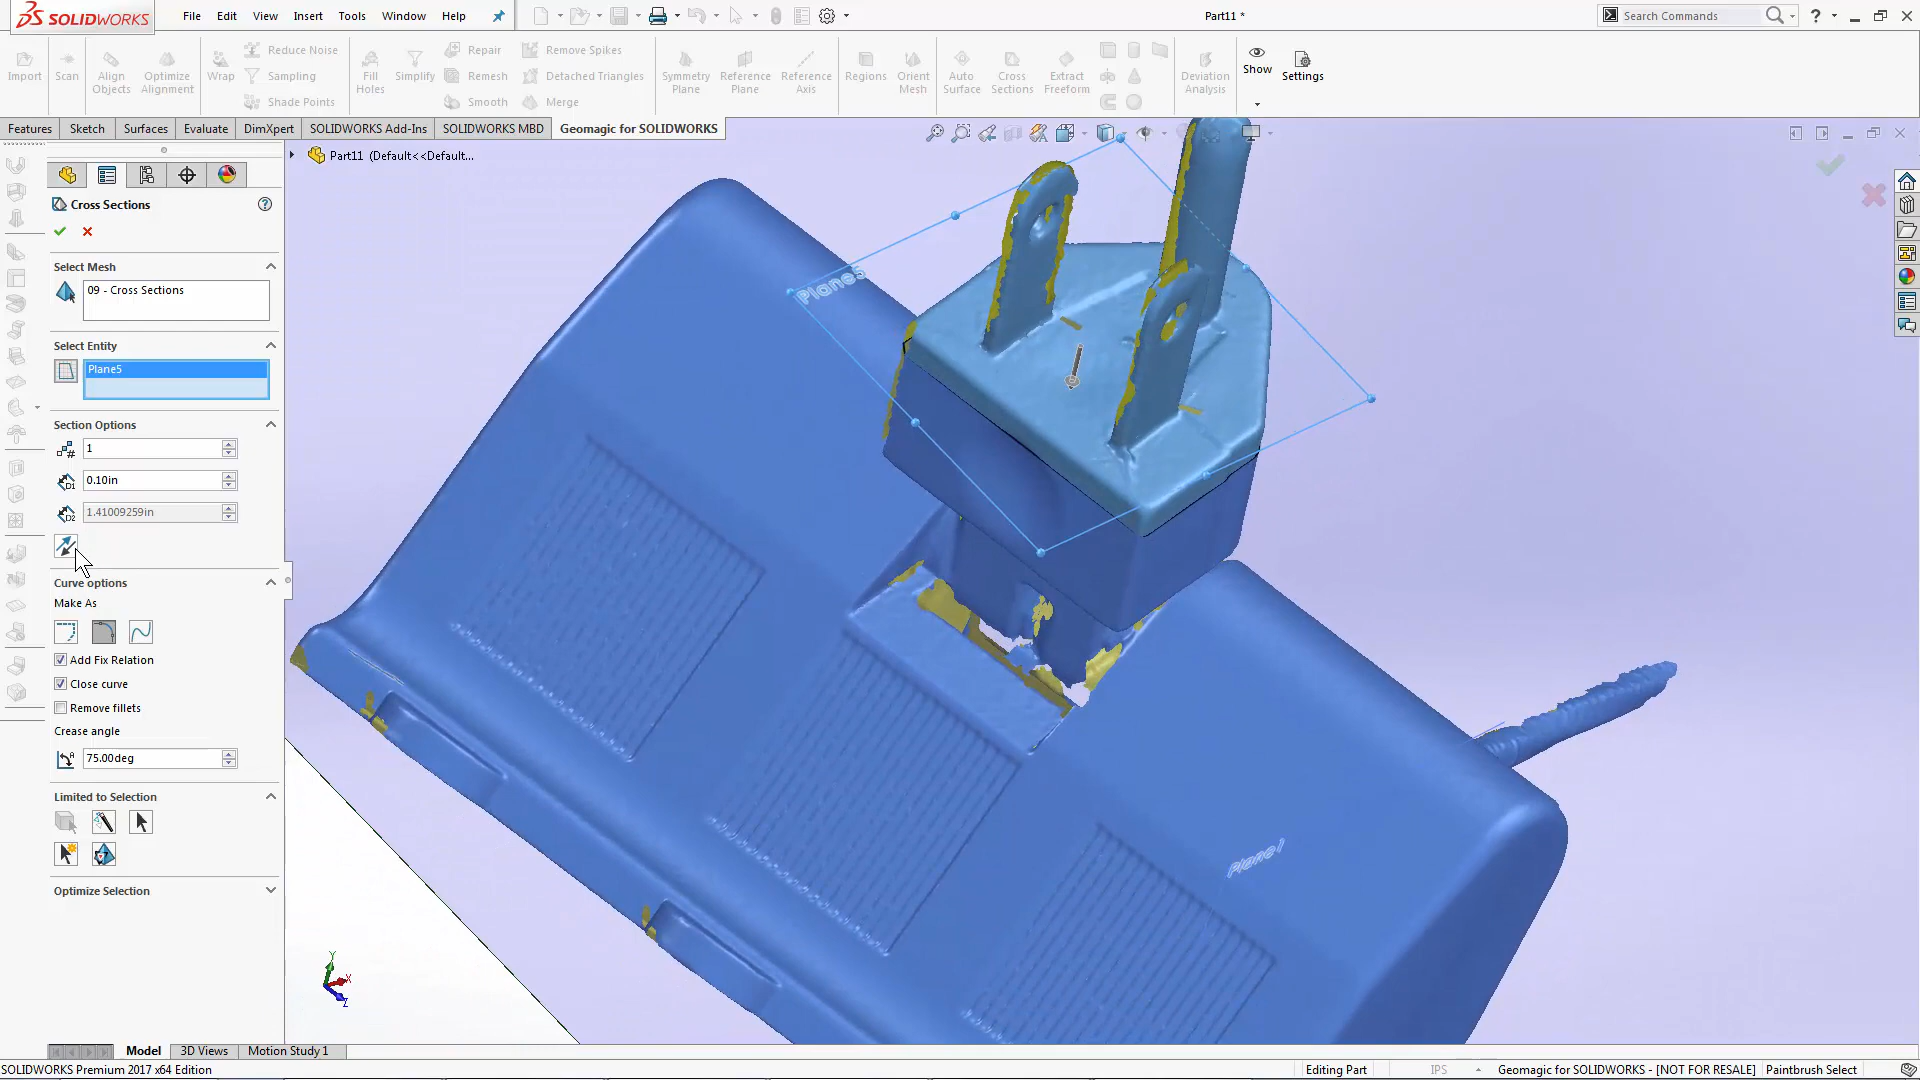 SOLIDWORKS File Edit View Insert Tools Window Help Part11 * Search Commands ?
Import Scan Align Objects Optimize Alignment Wrap Reduce Noise Sampling Shade Points Fill Holes Simplify Repair Remesh Smooth Remove Spikes Detached Triangles Merge Symmetry Plane Reference Plane Reference Axis Regions Orient Mesh Auto Surface Cross Sections Extract Freeform Deviation Analysis Show Settings
Features Sketch Surfaces Evaluate DimXpert SOLIDWORKS Add-Ins SOLIDWORKS MBD Geomagic for SOLIDWORKS
Part11 (Default<<Default...
Cross Sections
Select Mesh
09 - Cross Sections
Select Entity
Plane5
Section Options
1
0.10in
1.41009259in
Curve options
Make As
Add Fix Relation
Close curve
Remove fillets
Crease angle
75.00deg
Limited to Selection
Optimize Selection
Plane5
Plane1
Y
X
Z
Model 3D Views Motion Study 1
SOLIDWORKS Premium 2017 x64 Edition Editing Part IPS Geomagic for SOLIDWORKS - [NOT FOR RESALE] Paintbrush Select